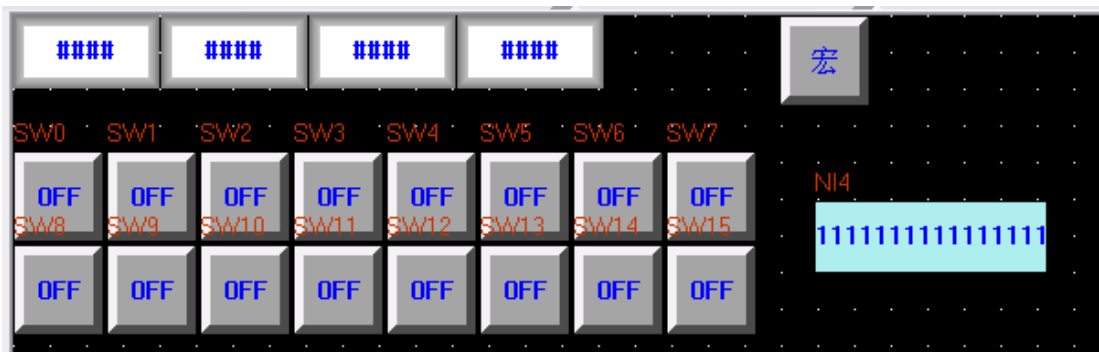 #### #### #### #### 宏
SW0 SW1 SW2 SW3 SW4 SW5 SW6 SW7
NI4
OFF OFF OFF OFF OFF OFF OFF OFF
SW8 SW9 SW10 SW11 SW12 SW13 SW14 SW15
1111111111111111
OFF OFF OFF OFF OFF OFF OFF OFF